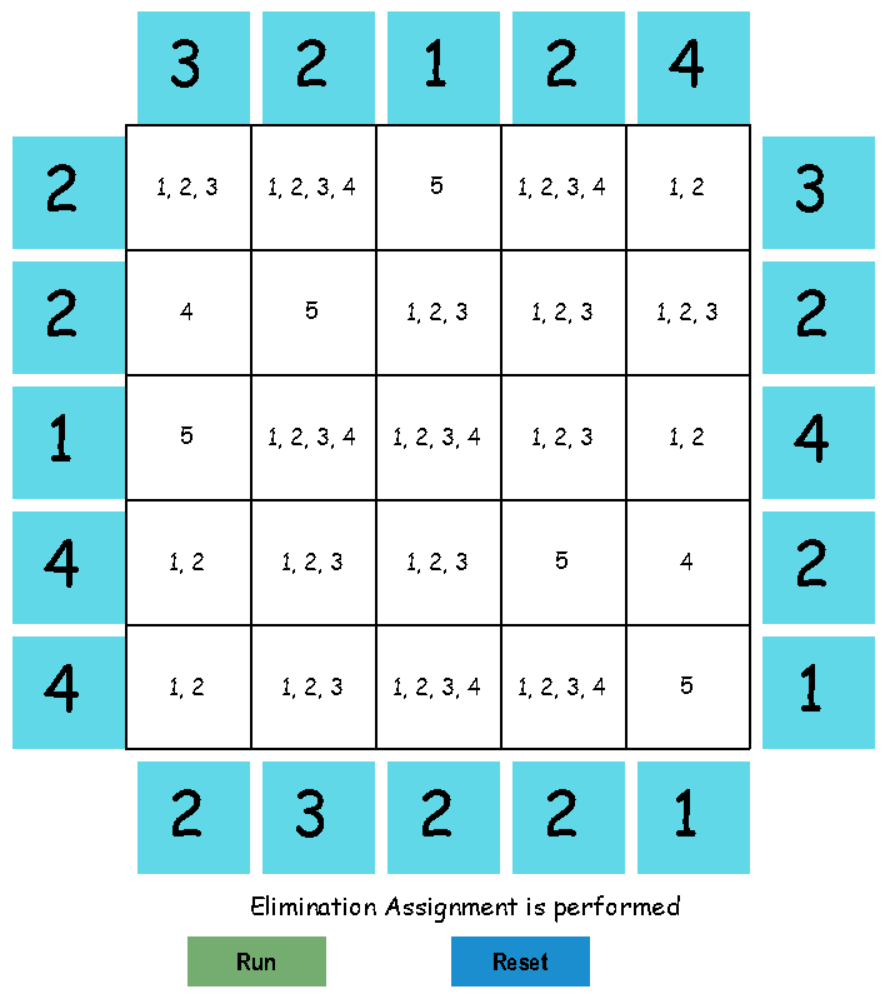 3 2 1 2 4
2 1, 2, 3 1, 2, 3, 4 5 1, 2, 3, 4 1, 2 3
2 4 5 1, 2, 3 1, 2, 3 1, 2, 3 2
1 5 1, 2, 3, 4 1, 2, 3, 4 1, 2, 3 1, 2 4
4 1, 2 1, 2, 3 1, 2, 3 5 4 2
4 1, 2 1, 2, 3 1, 2, 3, 4 1, 2, 3, 4 5 1
2 3 2 2 1
Elimination Assignment is performed
Run Reset